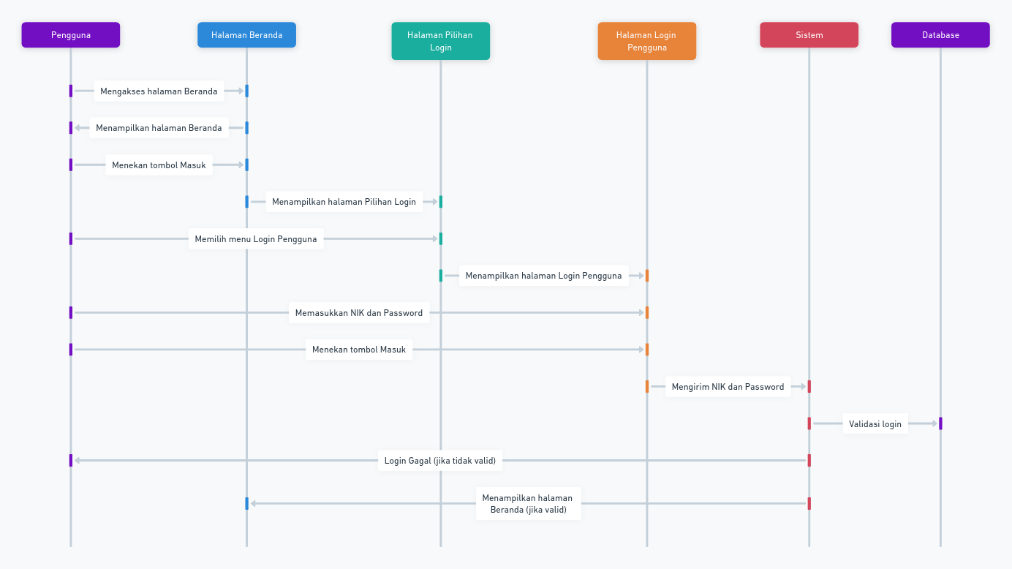 Pengguna
Halaman Beranda
Halaman Pilihan
Login
Halaman Login
Pengguna
Sistem
Database
Mengakses halaman Beranda
Menampilkan halaman Beranda
Menekan tombol Masuk
Menampilkan halaman Pilihan Login
Memilih menu Login Pengguna
Menampilkan halaman Login Pengguna
Memasukkan NIK dan Password
Menekan tombol Masuk
Mengirim NIK dan Password
Validasi login
Login Gagal (jika tidak valid)
Menampilkan halaman
Beranda (jika valid)